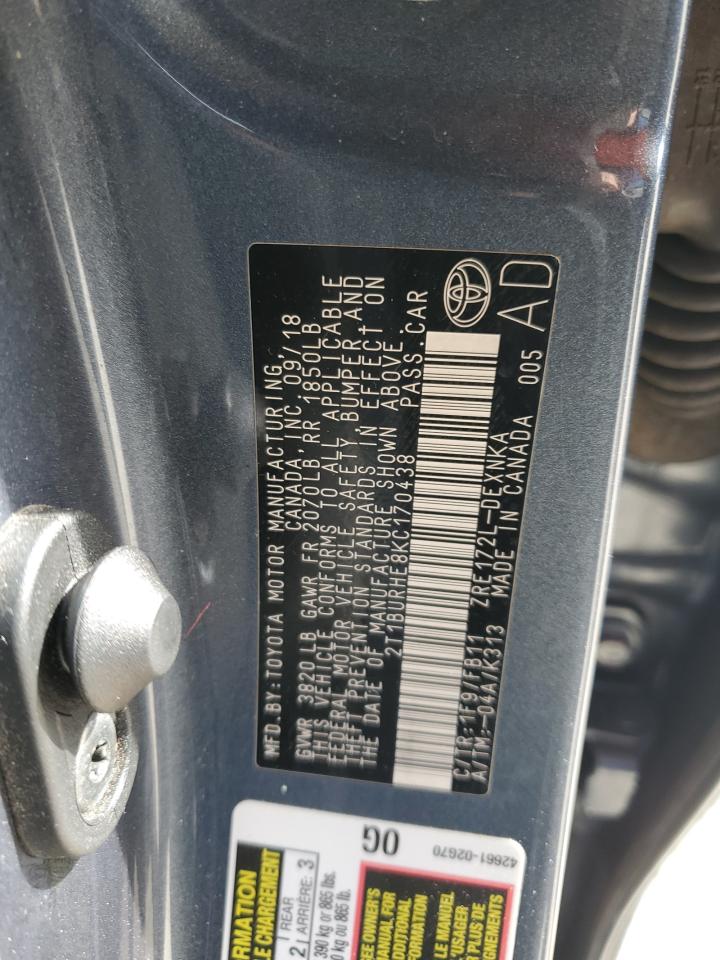 MFD.BY:TOYOTA MOTOR MANUFACTURING,
CANADA, INC. 09/18
GVWR 3820LB GAWR FR 2070LB, RR 1850LB
THIS VEHICLE CONFORMS TO ALL APPLICABLE
FEDERAL MOTOR VEHICLE SAFETY, BUMPER AND
THEFT PREVENTION STANDARDS IN EFFECT ON
THE DATE OF MANUFACTURE SHOWN ABOVE.
2T1BURHE8KC170438 PASS.CAR
C/TR:1F9/FB11 ZRE172L-DEXNKA
A/TM:-04A/K313 MADE IN CANADA 005
AD
RMATION
LE CHARGEMENT
REAR
2 ARRIÈRE: 3
390 kg or 865 lbs.
0 kg ou 865 lb.
0G
42661-02G70
SEE OWNER'S
MANUAL FOR
ADDITIONAL
LE MANUEL
L'USAGER
PLUS DE